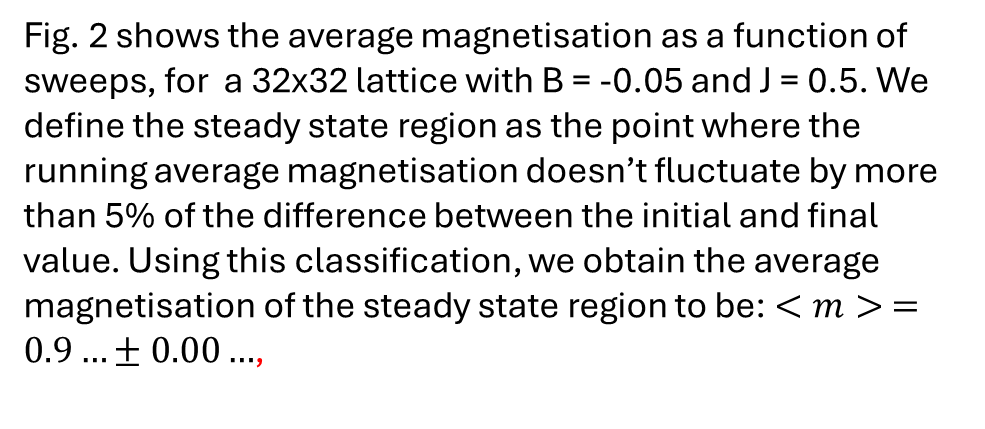 Fig. 2 shows the average magnetisation as a function of
sweeps, for  a 32x32 lattice with B = -0.05 and J = 0.5. We
define the steady state region as the point where the
running average magnetisation doesn’t fluctuate by more
than 5% of the difference between the initial and final
value. Using this classification, we obtain the average
magnetisation of the steady state region to be: < m > =
0.9 … ± 0.00 …,